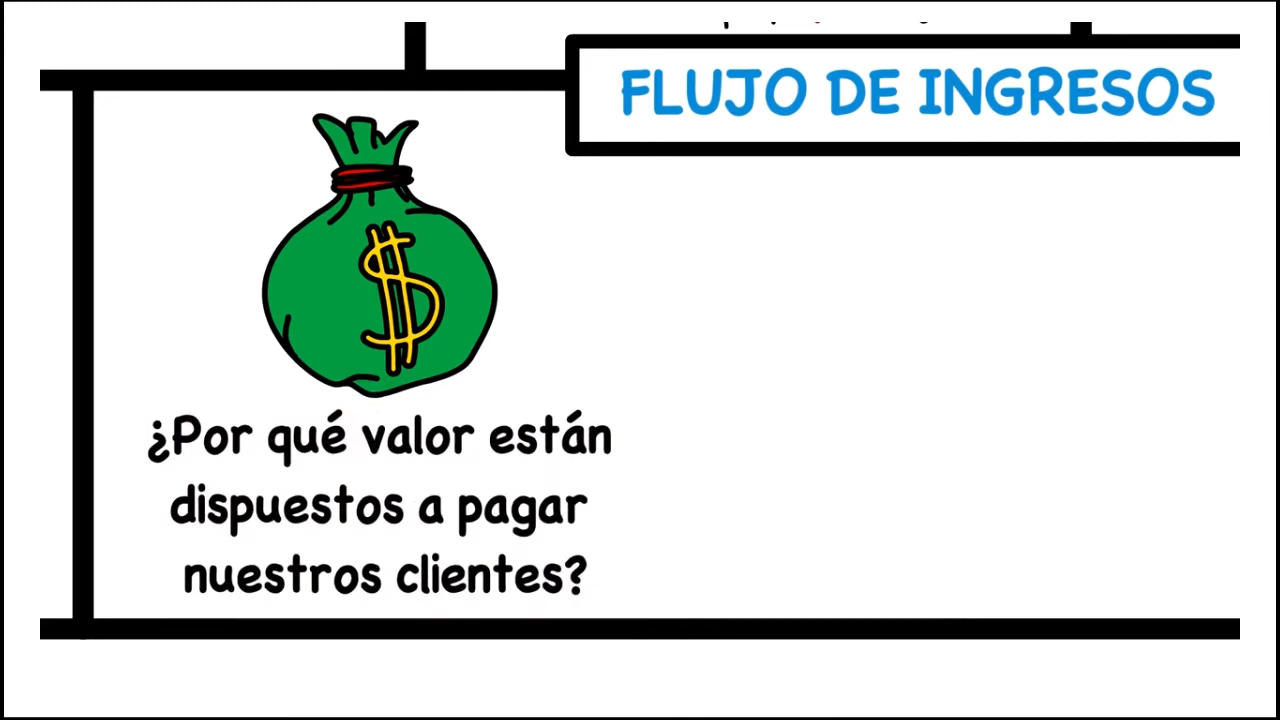 FLUJO DE INGRESOS
$
¿Por qué valor están
dispuestos a pagar
nuestros clientes?